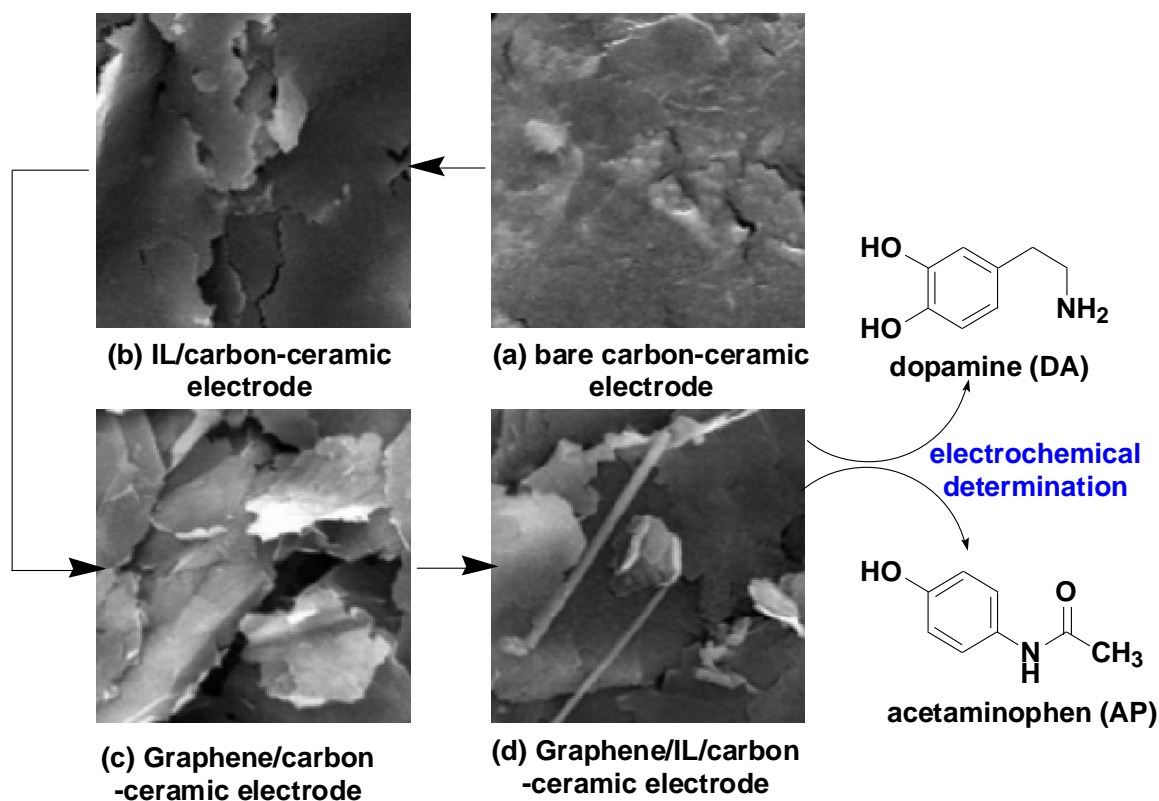 (b) IL/carbon-ceramic
electrode
(a) bare carbon-ceramic
electrode
HO
HO
NH2
dopamine (DA)
electrochemical
determination
HO
O
N
H
CH3
acetaminophen (AP)
(c) Graphene/carbon
-ceramic electrode
(d) Graphene/IL/carbon
-ceramic electrode